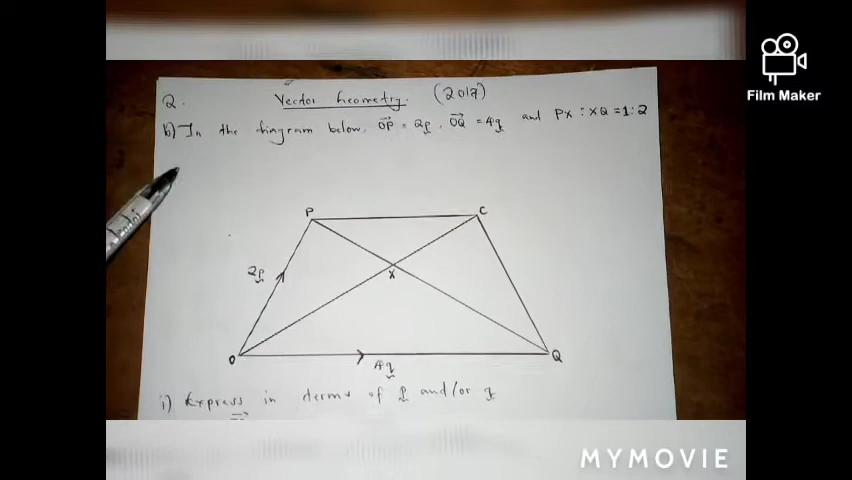 Q. Vector Geometry. (2017)
b) In the diagram below, OP = 2p, OQ = 4q and PX : XQ = 1:2
P
C
2p
X
O
4q
Q
i) Express in terms of p and/or q
Film Maker
MYMOVIE